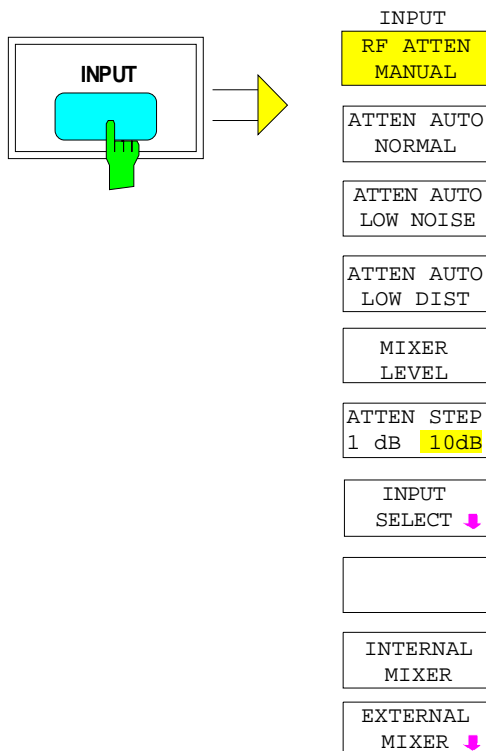 INPUT
INPUT
RF ATTEN
MANUAL
ATTEN AUTO
NORMAL
ATTEN AUTO
LOW NOISE
ATTEN AUTO
LOW DIST
MIXER
LEVEL
ATTEN STEP
1 dB 10dB
INPUT
SELECT
INTERNAL
MIXER
EXTERNAL
MIXER